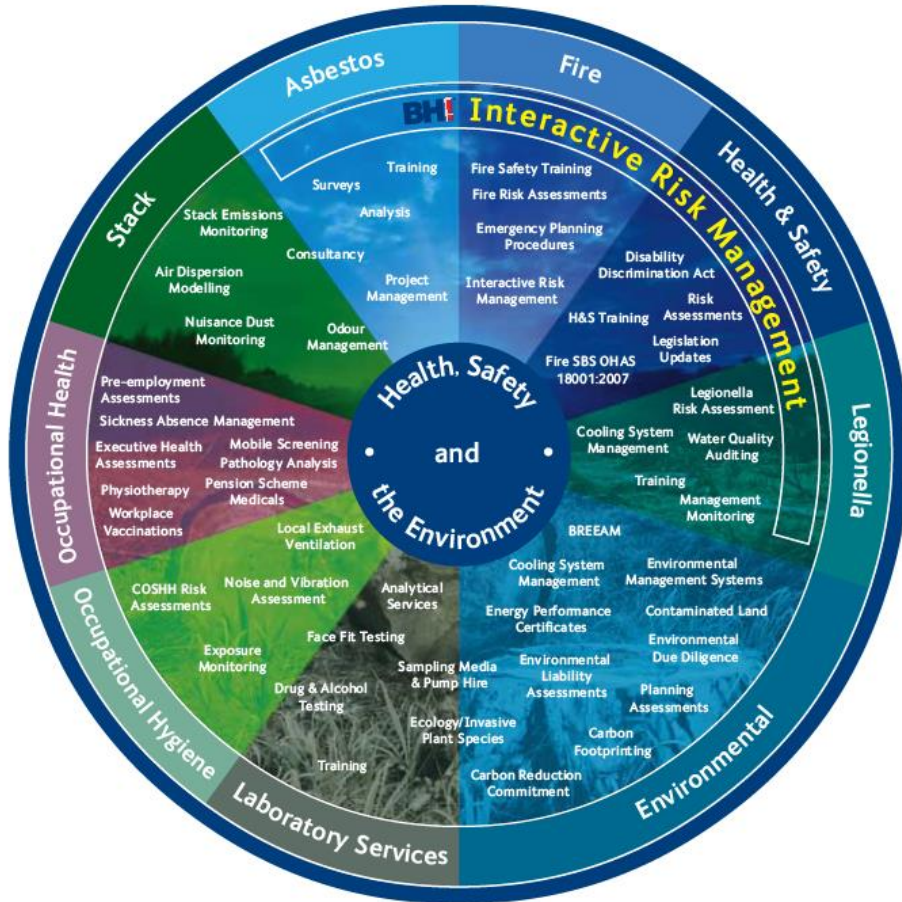 Asbestos
Fire
Health & Safety
Legionella
Environmental
Laboratory Services
Occupational Hygiene
Occupational Health
Stack
BH!
Interactive Risk Management
Training
Surveys
Analysis
Consultancy
Project
Management
Fire Safety Training
Fire Risk Assessments
Emergency Planning
Procedures
Interactive Risk
Management
Disability
Discrimination Act
Risk
Assessments
H&S Training
Legislation
Updates
Fire SBS OHAS
18001:2007
Legionella
Risk Assessment
Cooling System
Management
Water Quality
Auditing
Training
Management
Monitoring
BREEAM
Cooling System
Management
Environmental
Management Systems
Energy Performance
Certificates
Contaminated Land
Environmental
Due Diligence
Environmental
Liability
Assessments
Planning
Assessments
Carbon
Footprinting
Carbon Reduction
Commitment
Analytical
Services
Face Fit Testing
Sampling Media
& Pump Hire
Drug & Alcohol
Testing
Ecology/Invasive
Plant Species
Training
Local Exhaust
Ventilation
COSHH Risk
Assessments
Noise and Vibration
Assessment
Exposure
Monitoring
Pre-employment
Assessments
Sickness Absence Management
Executive Health
Assessments
Mobile Screening
Pathology Analysis
Physiotherapy
Pension Scheme
Medicals
Workplace
Vaccinations
Stack Emissions
Monitoring
Air Dispersion
Modelling
Nuisance Dust
Monitoring
Odour
Management
Health, Safety
and
the Environment